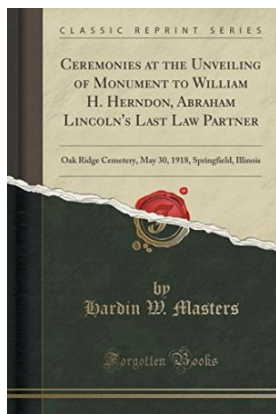 CLASSIC REPRINT SERIES
CEREMONIES AT THE UNVEILING
OF MONUMENT TO WILLIAM
H. HERNDON, ABRAHAM
LINCOLN'S LAST LAW PARTNER
Oak Ridge Cemetery, May 30, 1918, Springfield, Illinois
by
Hardin W. Masters
Forgotten Books